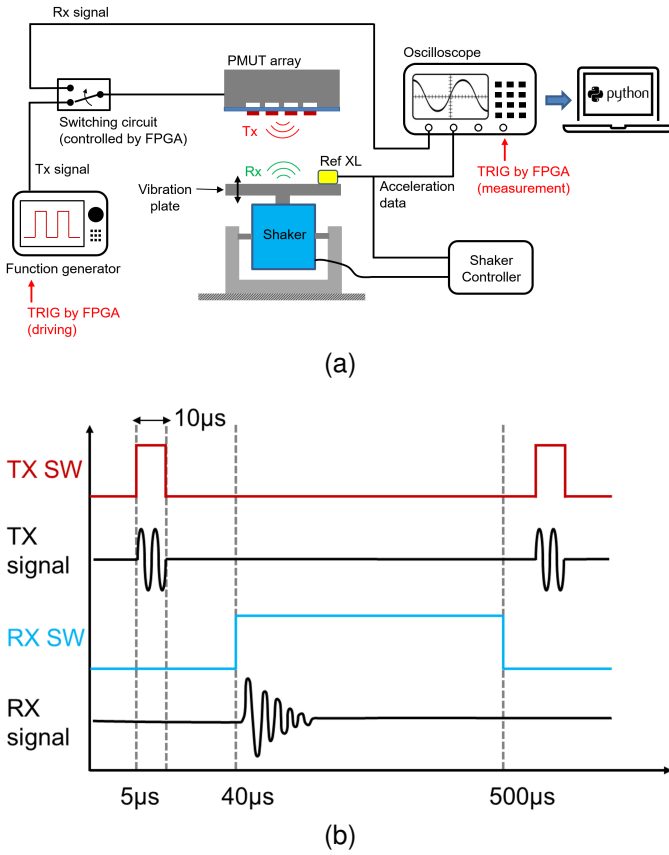 Rx signal
PMUT array
Oscilloscope
python
Switching circuit
(controlled by FPGA)
Tx
Tx signal
Rx
Ref XL
Vibration
plate
Acceleration
data
TRIG by FPGA
(measurement)
Shaker
Shaker
Controller
Function generator
TRIG by FPGA
(driving)
(a)
10µs
TX SW
TX
signal
RX SW
RX
signal
5µs
40µs
500µs
(b)